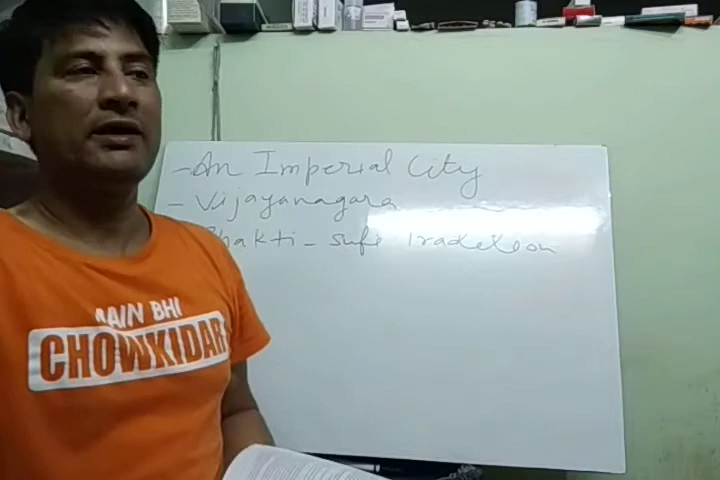 - An Imperial City
- Vijayanagara
Bhakti - Sufi Tradition
MAIN BHI
CHOWKIDAR